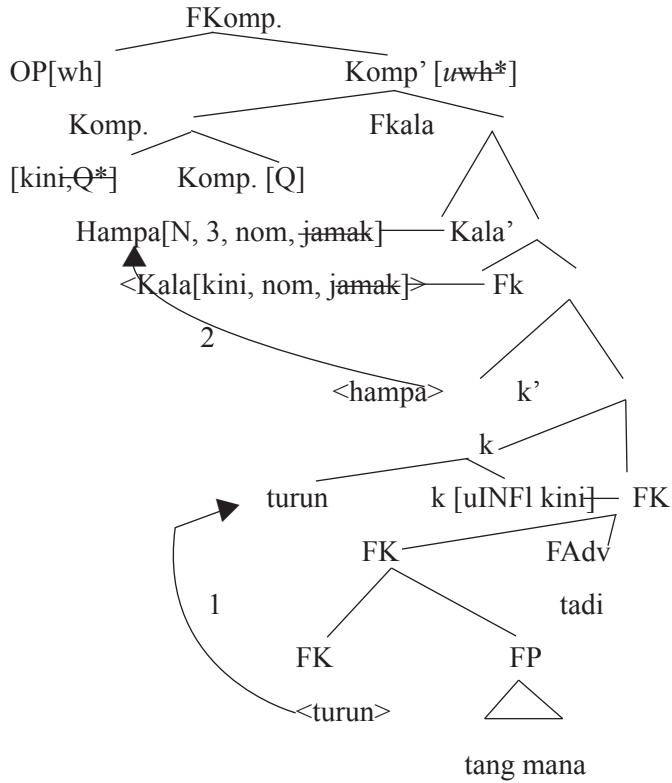 FKomp.
OP[wh] Komp’ [uwh*]
Komp. Fkala
[kini,Q*] Komp. [Q]
Hampa[N, 3, nom, jamak] Kala’
<Kala[kini, nom, jamak]> Fk
2
<hampa> k’
k
turun k [uINFl kini] FK
FK FAdv
1 tadi
FK FP
<turun>
tang mana